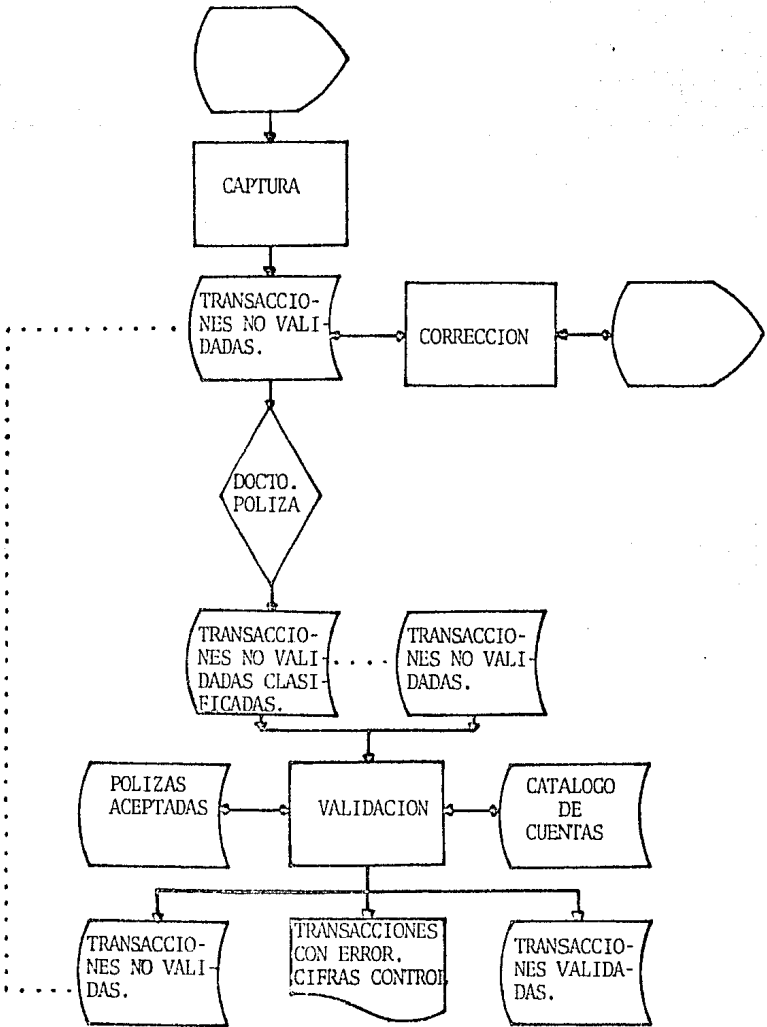 CAPTURA
TRANSACCIO-
NES NO VALI-
DADAS.
CORRECCION
DOCTO.
POLIZA
TRANSACCIO-
NES NO VALI-
DADAS CLASI-
FICADAS.
TRANSACCIO-
NES NO VALI-
DADAS.
POLIZAS
ACEPTADAS
VALIDACION
CATALOGO
DE
CUENTAS
TRANSACCIO-
NES NO VALI-
DAS.
TRANSACCIONES
CON ERROR.
CIFRAS CONTROL
TRANSACCIO-
NES VALIDA-
DAS.